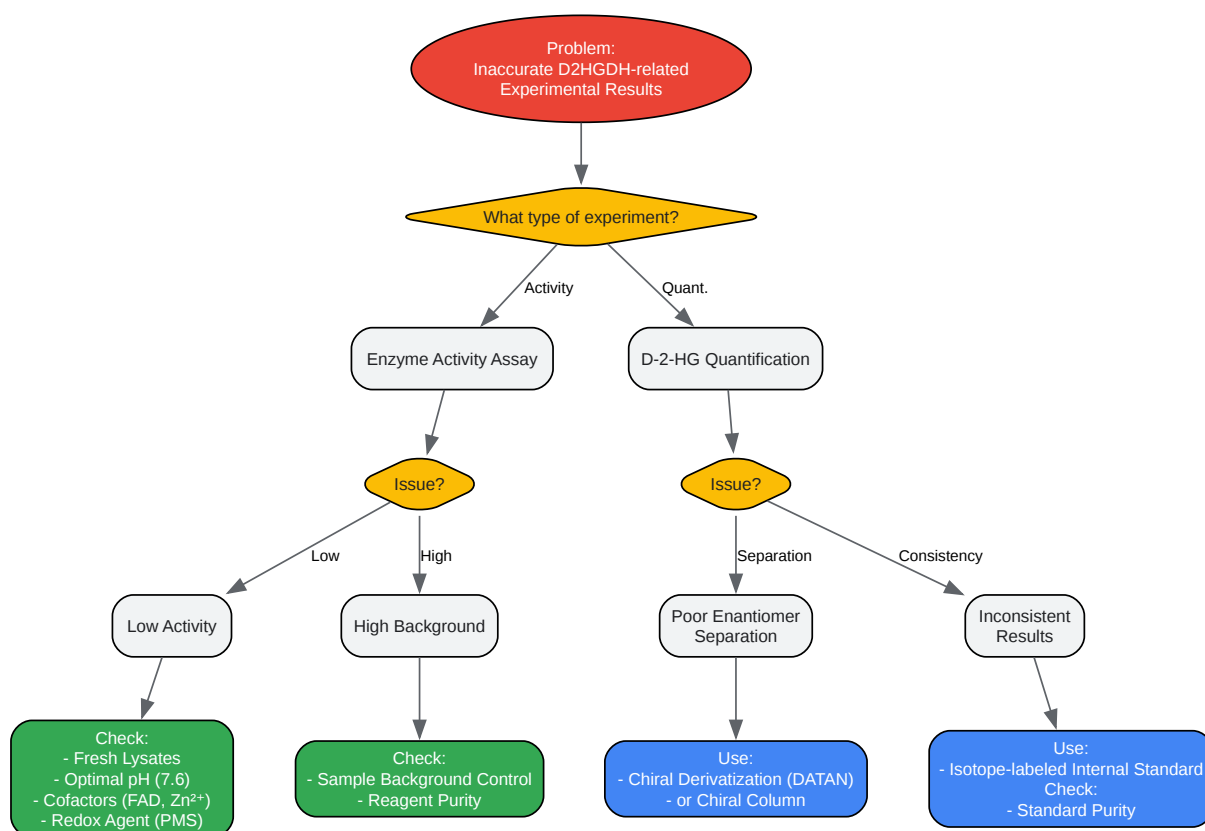 Problem:
Inaccurate D2HGDH-related
Experimental Results
What type of experiment?
Activity
Quant.
Enzyme Activity Assay
D-2-HG Quantification
Issue?
Issue?
Low
High
Separation
Consistency
Low Activity
High Background
Poor Enantiomer
Separation
Inconsistent
Results
Check:
- Fresh Lysates
- Optimal pH (7.6)
- Cofactors (FAD, Zn²⁺)
- Redox Agent (PMS)
Check:
- Sample Background Control
- Reagent Purity
Use:
- Chiral Derivatization (DATAN)
- or Chiral Column
Use:
- Isotope-labeled Internal Standard
Check:
- Standard Purity